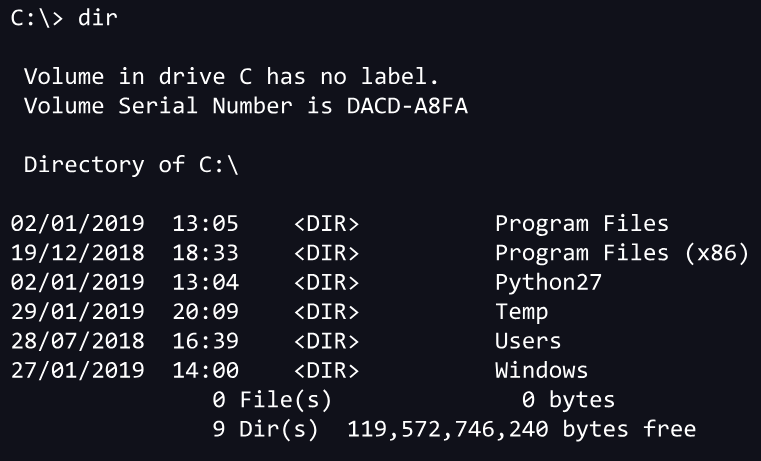 C:\> dir
Volume in drive C has no label.
Volume Serial Number is DACD-A8FA
Directory of C:\
02/01/2019  13:05    <DIR>          Program Files
19/12/2018  18:33    <DIR>          Program Files (x86)
02/01/2019  13:04    <DIR>          Python27
29/01/2019  20:09    <DIR>          Temp
28/07/2018  16:39    <DIR>          Users
27/01/2019  14:00    <DIR>          Windows
0 File(s)              0 bytes
9 Dir(s)  119,572,746,240 bytes free